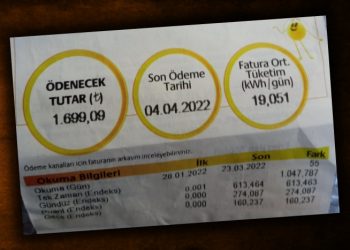 ÖDENECEK
TUTAR (₺)
1.699,09
Son Ödeme
Tarihi
04.04.2022
Fatura Ort.
Tüketim
(kWh/gün)
19,051
Ödeme kanalları için faturanın arkasını inceleyebilirsiniz.
Okuma Bilgileri İlk Son Fark
Okuma (Gün) 28.01.2022 23.03.2022 55
Tek Zaman (Endeks) 0,001 613,464 613,463
Gündüz (Endeks) 0,000 274,087 274,087
Puant (Endeks) 0,000 160,237 160,237
Gece (Endeks)
1.047,787